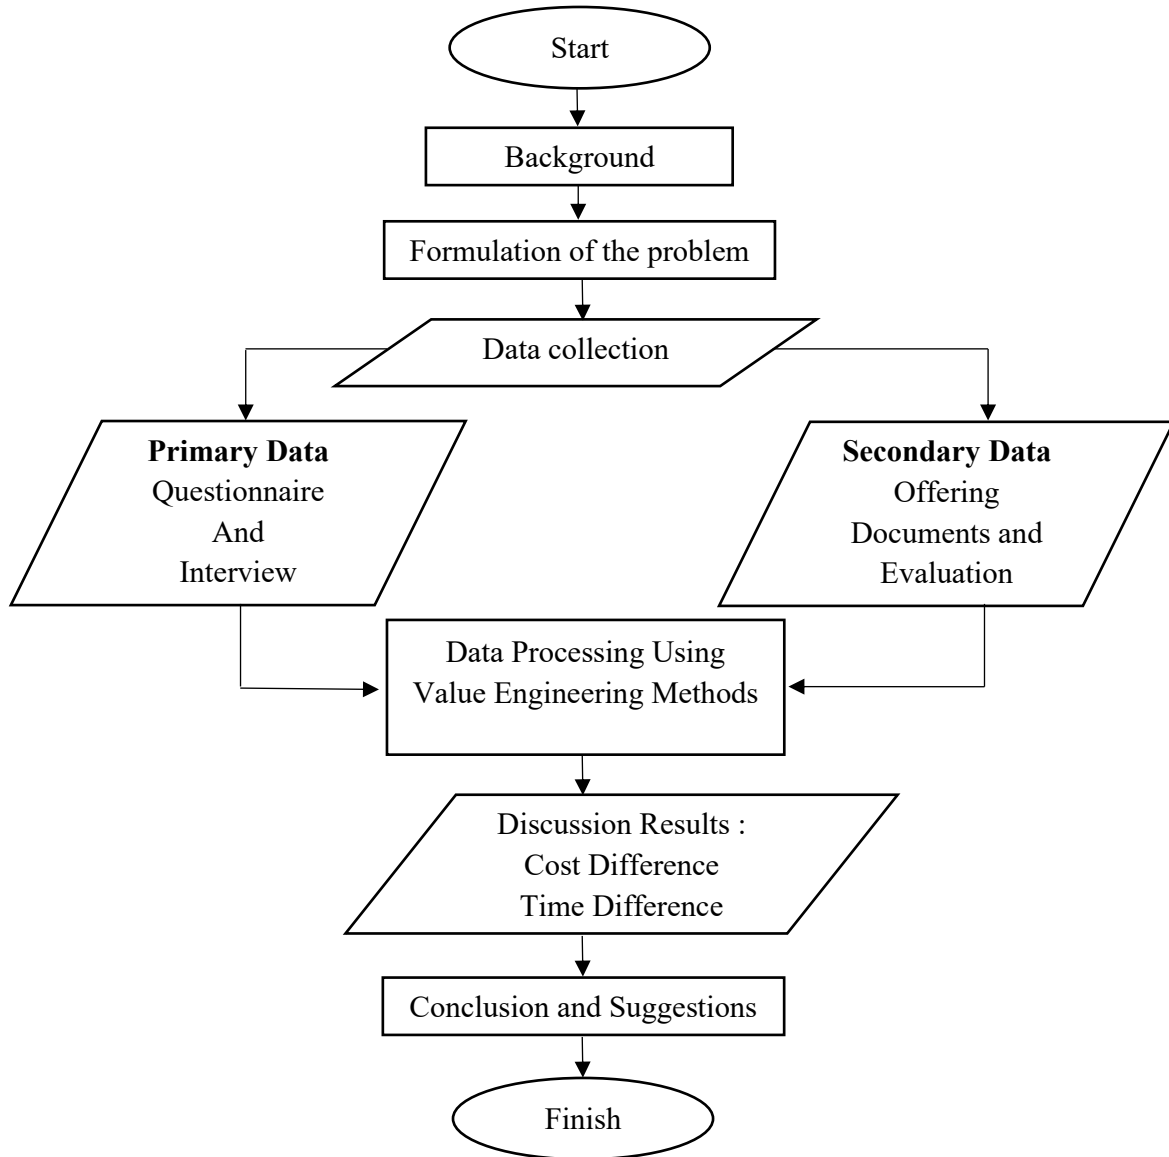 Start
Background
Formulation of the problem
Data collection
Primary Data
Questionnaire
And
Interview
Secondary Data
Offering
Documents and
Evaluation
Data Processing Using
Value Engineering Methods
Discussion Results :
Cost Difference
Time Difference
Conclusion and Suggestions
Finish